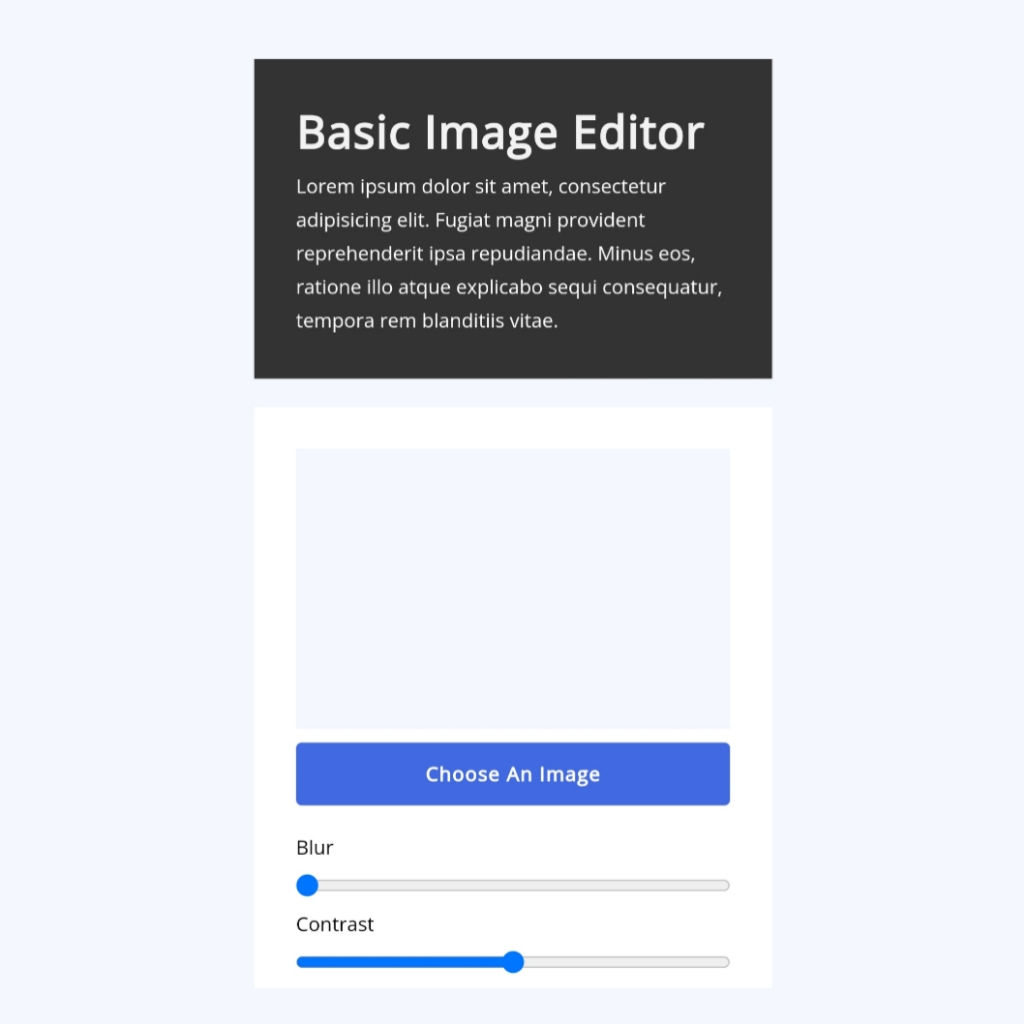 Basic Image Editor
Lorem ipsum dolor sit amet, consectetur
adipisicing elit. Fugiat magni provident
reprehenderit ipsa repudiandae. Minus eos,
ratione illo atque explicabo sequi consequatur,
tempora rem blanditiis vitae.
Choose An Image
Blur
Contrast